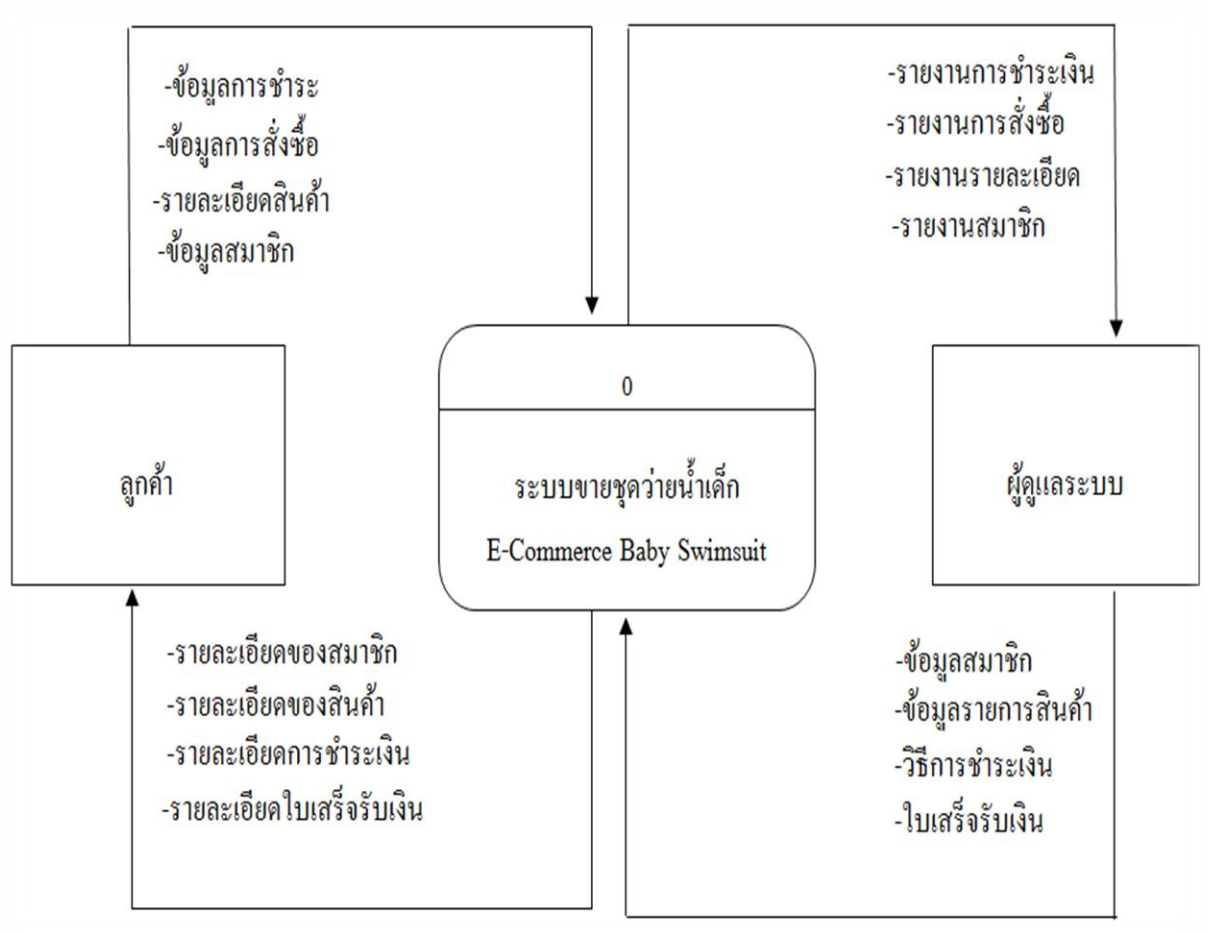 -ข้อมูลการชำระ
-ข้อมูลการสั่งซื้อ
-รายละเอียดสินค้า
-ข้อมูลสมาชิก
-รายงานการชำระเงิน
-รายงานการสั่งซื้อ
-รายงานรายละเอียด
-รายงานสมาชิก
ลูกค้า
0
ระบบขายชุดว่ายน้ำเด็ก
E-Commerce Baby Swimsuit
ผู้ดูแลระบบ
-รายละเอียดของสมาชิก
-รายละเอียดของสินค้า
-รายละเอียดการชำระเงิน
-รายละเอียดใบเสร็จรับเงิน
-ข้อมูลสมาชิก
-ข้อมูลรายการสินค้า
-วิธีการชำระเงิน
-ใบเสร็จรับเงิน